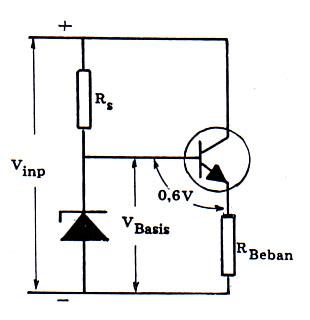 +
Rs
Vinp
0,6V
VBasis
RBeban
−